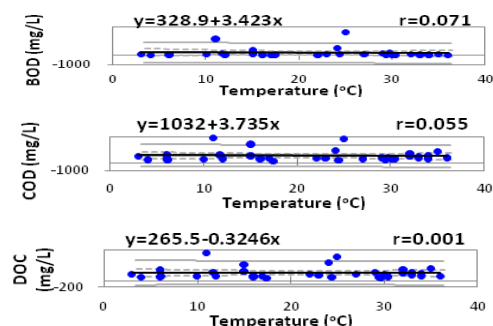 y=328.9+3.423x r=0.071
BOD (mg/L)
-1000
0 10 20 30 40
Temperature (°C)
y=1032+3.735x r=0.055
COD (mg/L)
-1000
0 10 20 30 40
Temperature (°C)
y=265.5-0.3246x r=0.001
DOC (mg/L)
-200
0 10 20 30 40
Temperature (°C)